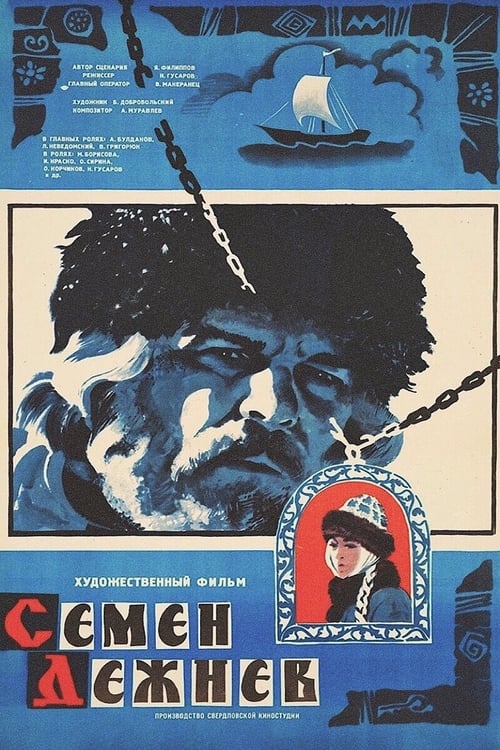 АВТОР СЦЕНАРИЯ Я. ФИЛИППОВ
РЕЖИССЕР Н. ГУСАРОВ
ГЛАВНЫЙ ОПЕРАТОР В. МАКЕРАНЕЦ
ХУДОЖНИК Б. ДОБРОВОЛЬСКИЙ
КОМПОЗИТОР А. МУРАВЛЕВ
В ГЛАВНЫХ РОЛЯХ: А. БУЛДАКОВ,
Л. НЕВЕДОМСКИЙ, В. ГРИГОРЮК
В РОЛЯХ: М. БОРИСОВА,
И. КРАСКО, О. СИРИНА,
О. КОРЧИКОВ, Н. ГУСАРОВ
и др.
ХУДОЖЕСТВЕННЫЙ ФИЛЬМ
СЕМЕН
ДЕЖНЕВ
ПРОИЗВОДСТВО СВЕРДЛОВСКОЙ КИНОСТУДИИ